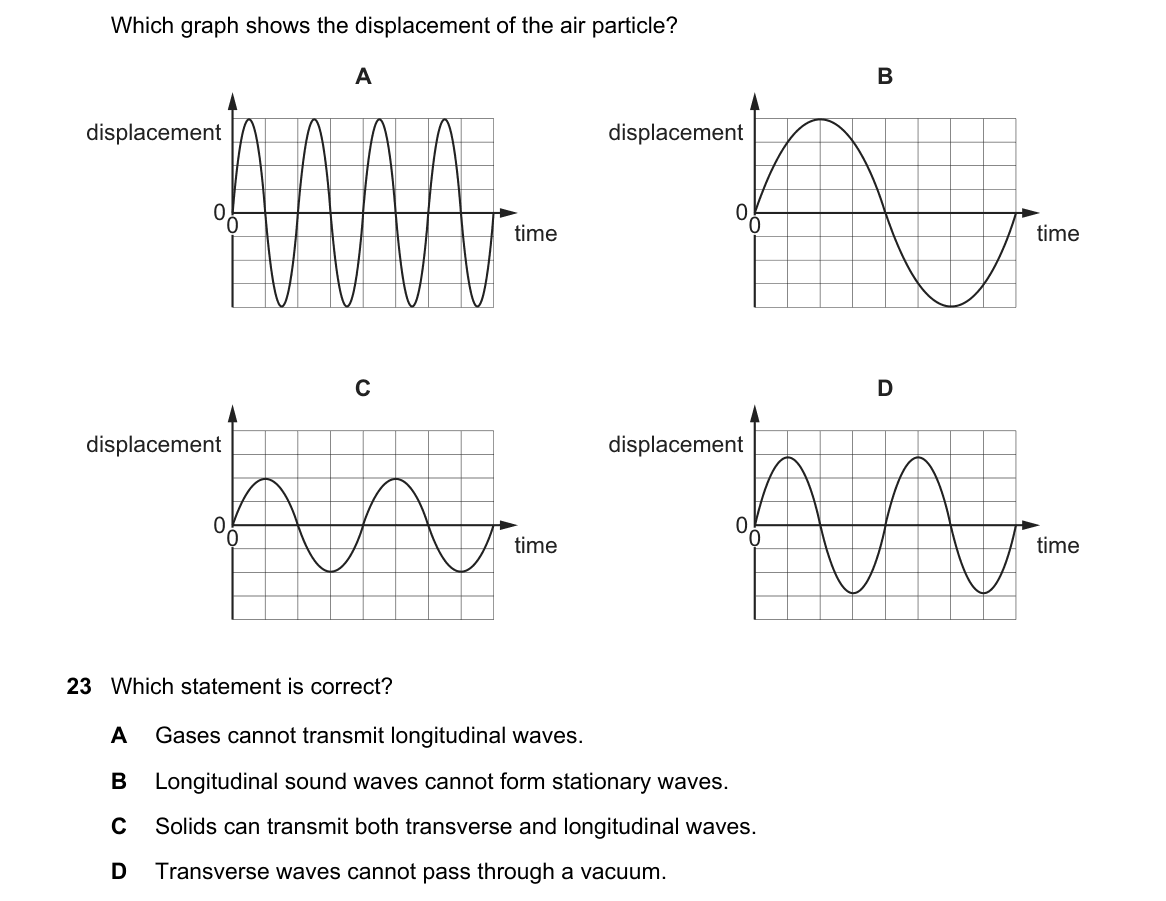 Which graph shows the displacement of the air particle?
A
B
displacement
0
0
time
displacement
0
0
time
C
D
displacement
0
0
time
displacement
0
0
time
23 Which statement is correct?
A Gases cannot transmit longitudinal waves.
B Longitudinal sound waves cannot form stationary waves.
C Solids can transmit both transverse and longitudinal waves.
D Transverse waves cannot pass through a vacuum.